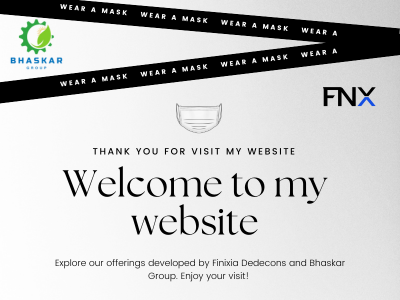 WEAR A MASK WEAR A MASK WEAR A MASK WEAR A
BHASKAR
GROUP
WEAR A MASK WEAR A MASK WEAR A MASK WEAR A
FNX
THANK YOU FOR VISIT MY WEBSITE
Welcome to my
website
Explore our offerings developed by Finixia Dedecons and Bhaskar
Group. Enjoy your visit!